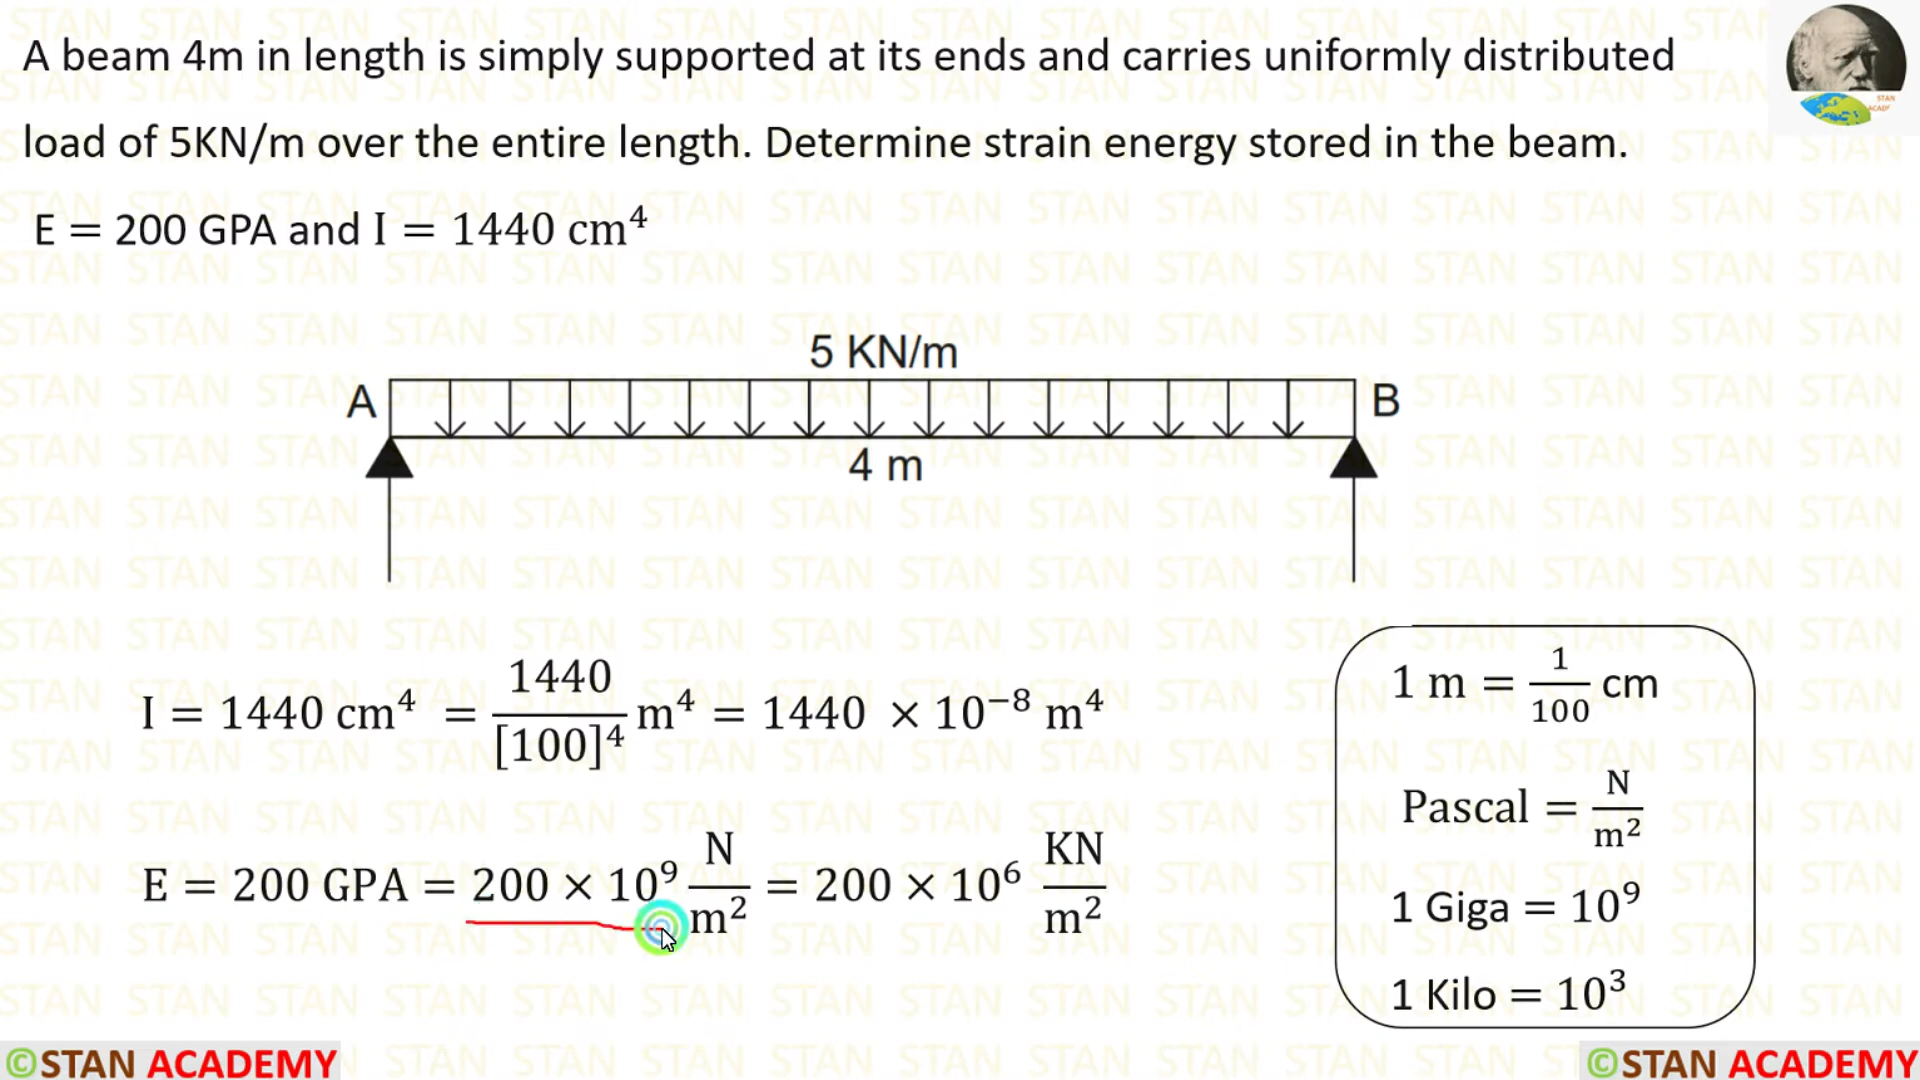 A beam 4m in length is simply supported at its ends and carries uniformly distributed
load of 5KN/m over the entire length. Determine strain energy stored in the beam.
E = 200 GPA and I = 1440 cm⁴
5 KN/m
A
B
4 m
I = 1440 cm⁴ = 1440/[100]⁴ m⁴ = 1440 × 10⁻⁸ m⁴
E = 200 GPA = 200 × 10⁹ N/m² = 200 × 10⁶ KN/m²
1 m = 1/100 cm
Pascal = N/m²
1 Giga = 10⁹
1 Kilo = 10³
©STAN ACADEMY
©STAN ACADEMY